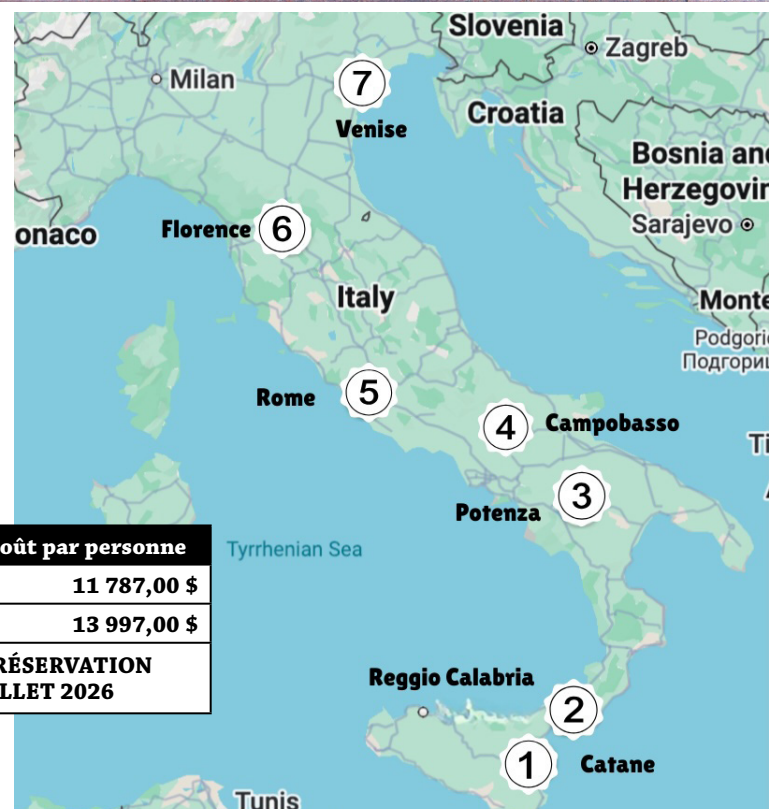 Slovenia
Zagreb
Milan
7
Venise
Croatia
Bosnia and
Herzegovin
Sarajevo
Florence
6
onaco
Italy
Monte
Podgori
Подгориц
Rome
5
4
Campobasso
Ti
3
Potenza
oût par personne
11 787,00 $
13 997,00 $
RÉSERVATION
LLET 2026
Tyrrhenian Sea
Reggio Calabria
2
1
Catane
Tunis